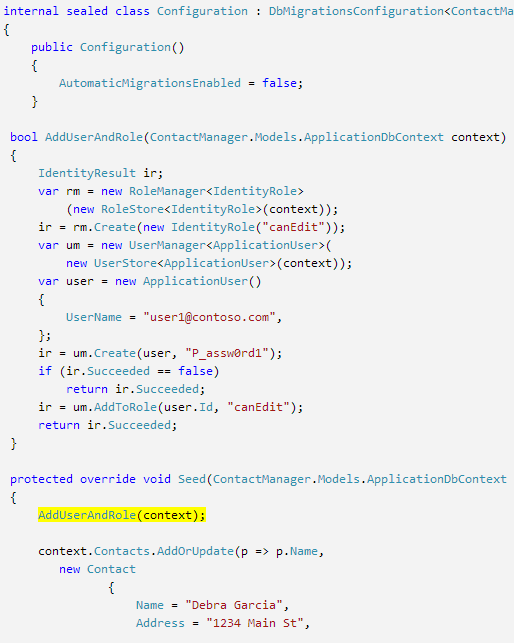 internal sealed class Configuration : DbMigrationsConfiguration<ContactMa
{
public Configuration()
{
AutomaticMigrationsEnabled = false;
}
bool AddUserAndRole(ContactManager.Models.ApplicationDbContext context)
{
IdentityResult ir;
var rm = new RoleManager<IdentityRole>
(new RoleStore<IdentityRole>(context));
ir = rm.Create(new IdentityRole("canEdit"));
var um = new UserManager<ApplicationUser>(
new UserStore<ApplicationUser>(context));
var user = new ApplicationUser()
{
UserName = "user1@contoso.com",
};
ir = um.Create(user, "P_assw0rd1");
if (ir.Succeeded == false)
return ir.Succeeded;
ir = um.AddToRole(user.Id, "canEdit");
return ir.Succeeded;
}
protected override void Seed(ContactManager.Models.ApplicationDbContext
{
AddUserAndRole(context);
context.Contacts.AddOrUpdate(p => p.Name,
new Contact
{
Name = "Debra Garcia",
Address = "1234 Main St",